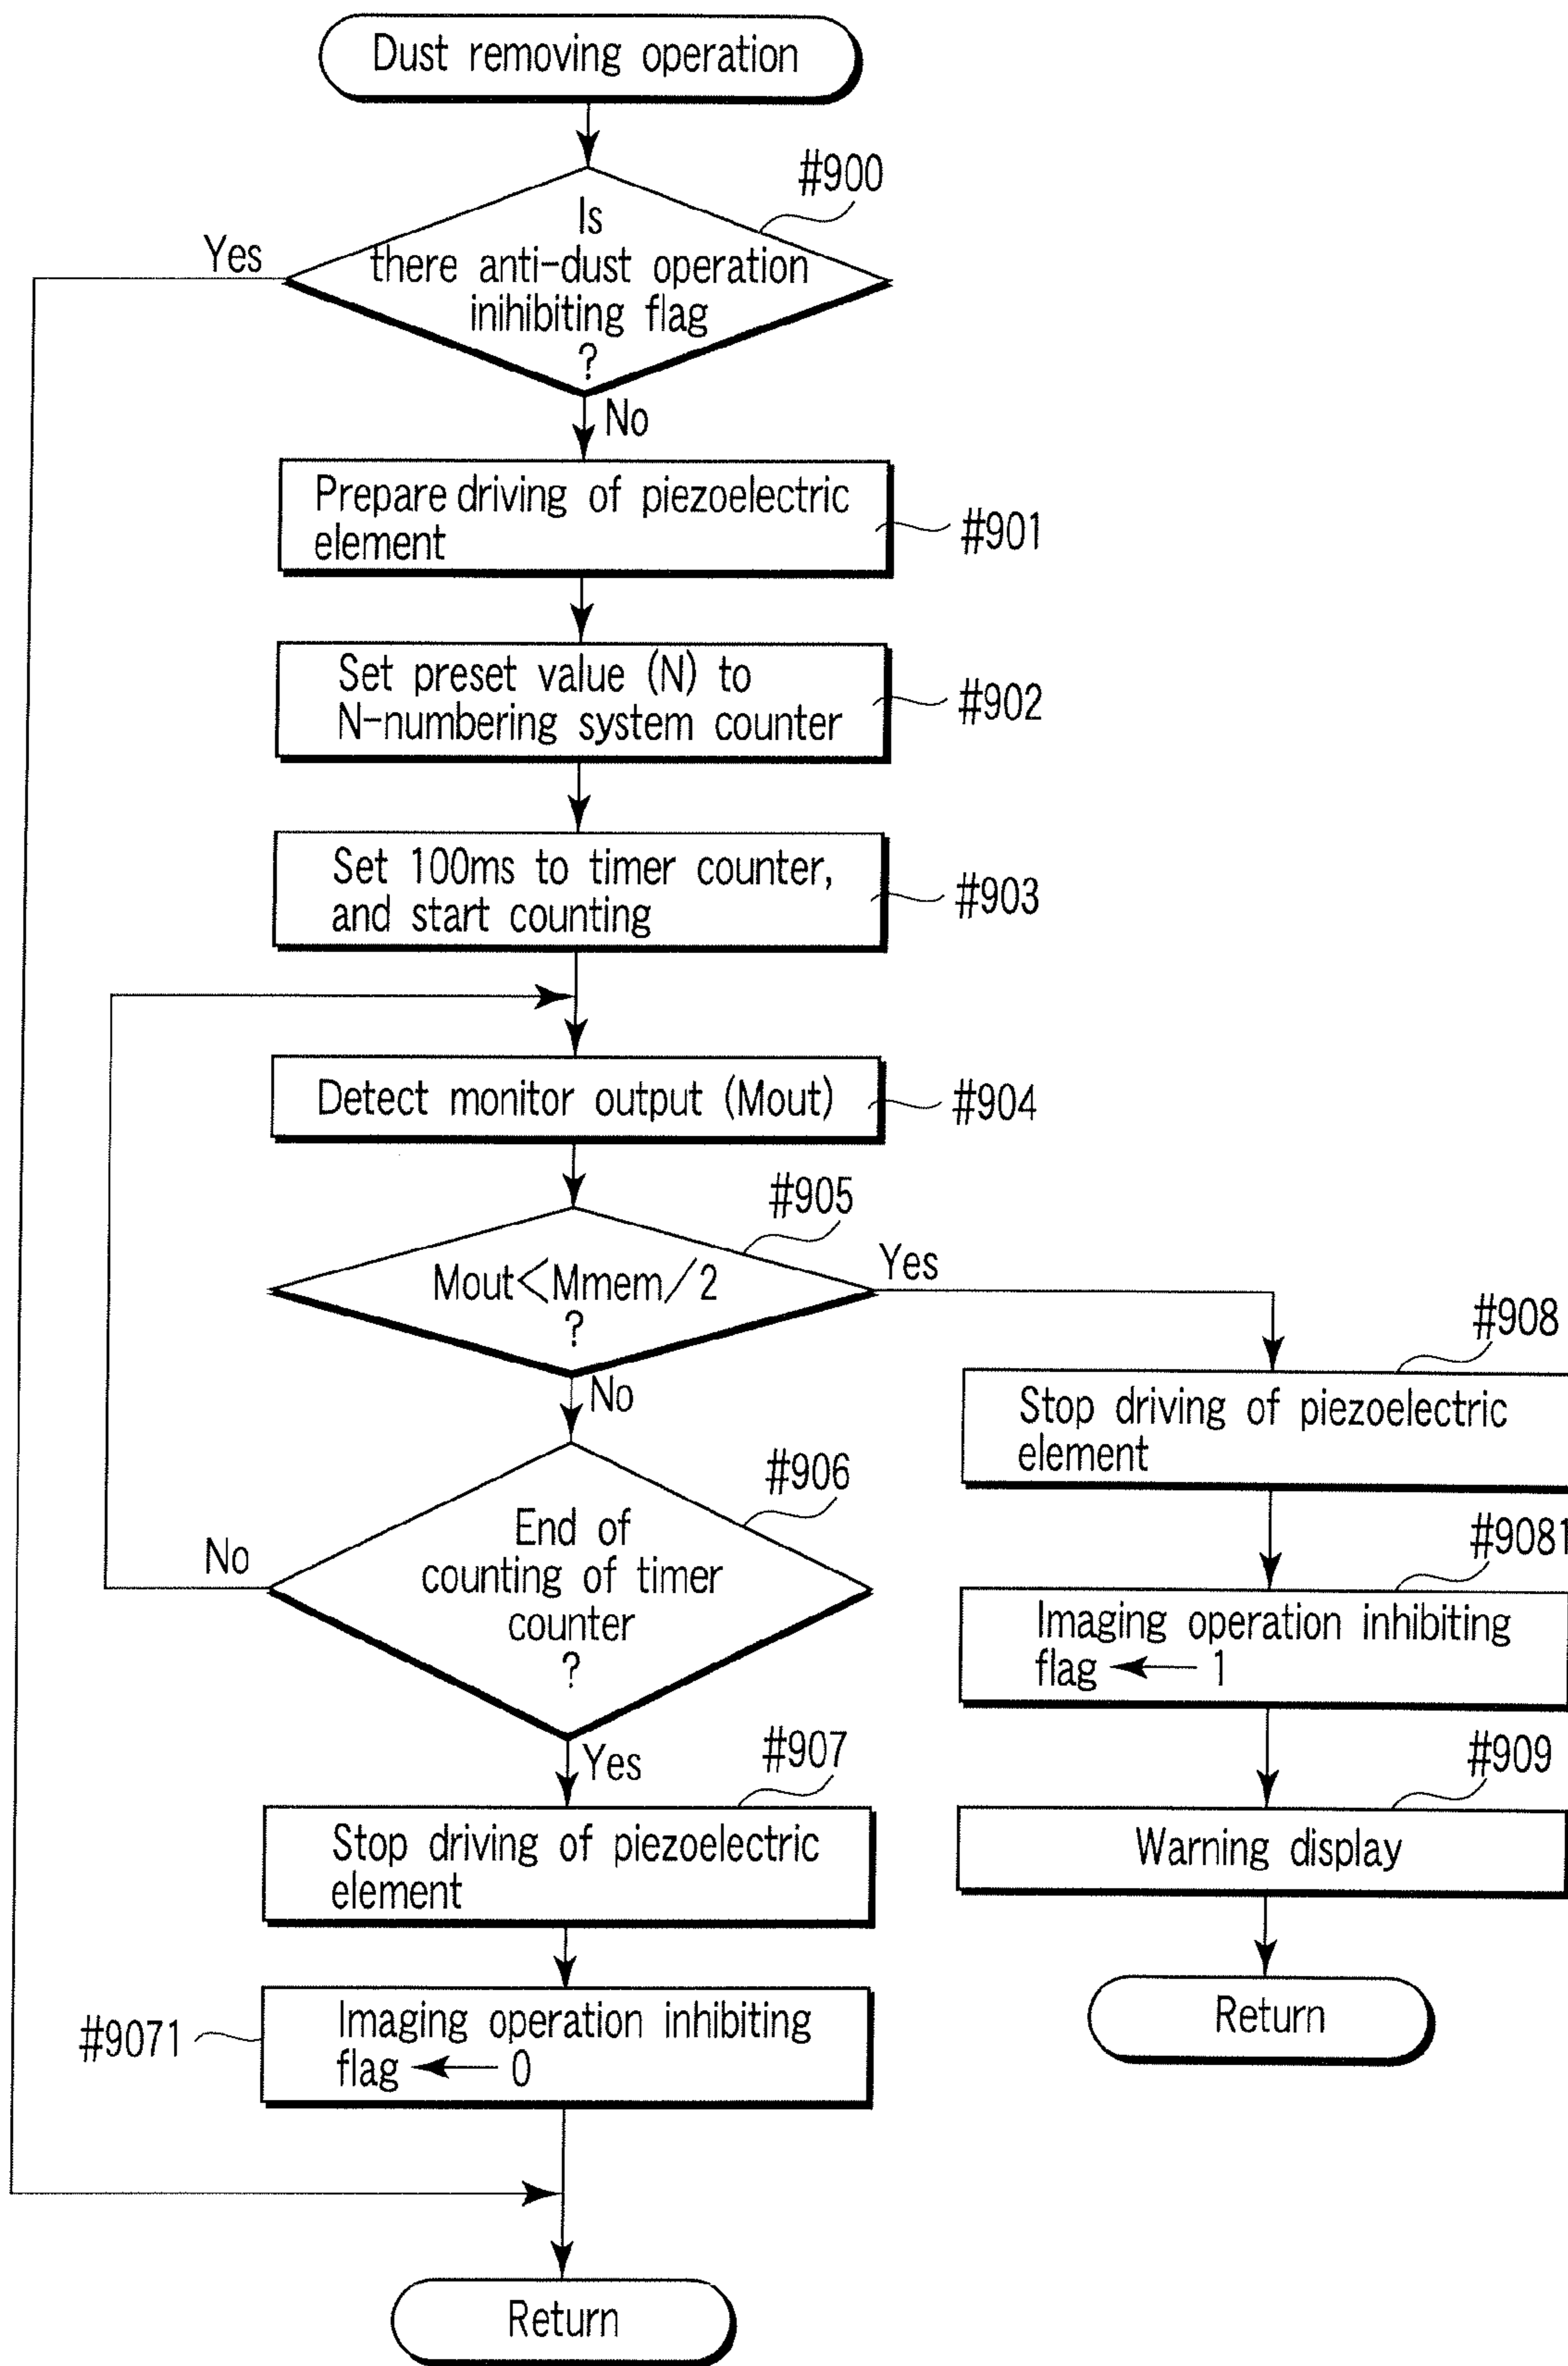 Dust removing operation
#900
Is
there anti-dust operation
inihibiting flag
?
Yes
No
Prepare driving of piezoelectric
element
#901
Set preset value (N) to
N-numbering system counter
#902
Set 100ms to timer counter,
and start counting
#903
Detect monitor output (Mout)
#904
#905
Mout<Mmem/2
?
Yes
No
#906
End of
counting of timer
counter
?
No
Yes
#907
Stop driving of piezoelectric
element
#9071
Imaging operation inhibiting
flag ← 0
Return
#908
Stop driving of piezoelectric
element
#9081
Imaging operation inhibiting
flag ← 1
#909
Warning display
Return